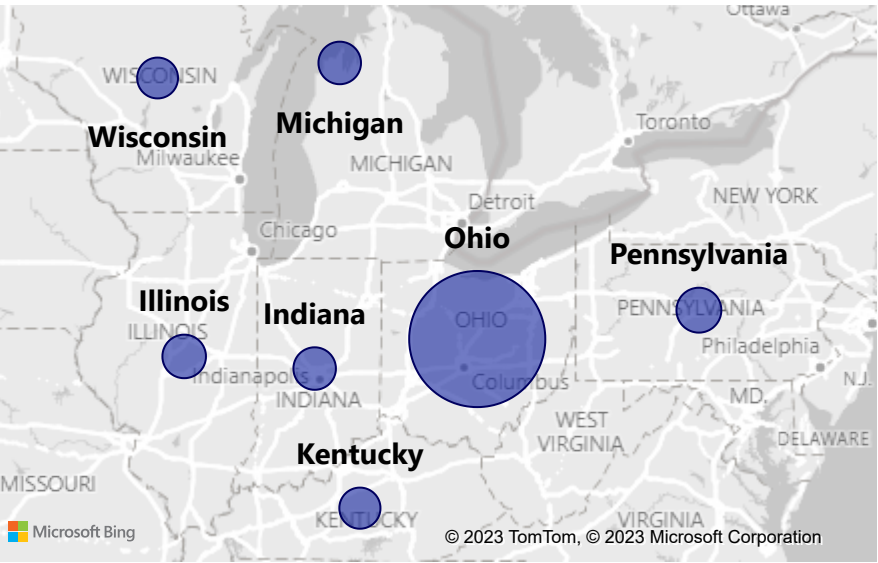 Ottawa
WISCONSIN
Wisconsin
Michigan
Toronto
Milwaukee
MICHIGAN
NEW YORK
Detroit
Chicago
Ohio
Pennsylvania
Illinois
Indiana
ILLINOIS
OHIO
PENNSYLVANIA
Philadelphia
Indianapolis
Columbus
N.J.
INDIANA
MD.
WEST
VIRGINIA
DELAWARE
Kentucky
MISSOURI
KENTUCKY
VIRGINIA
Microsoft Bing
© 2023 TomTom, © 2023 Microsoft Corporation